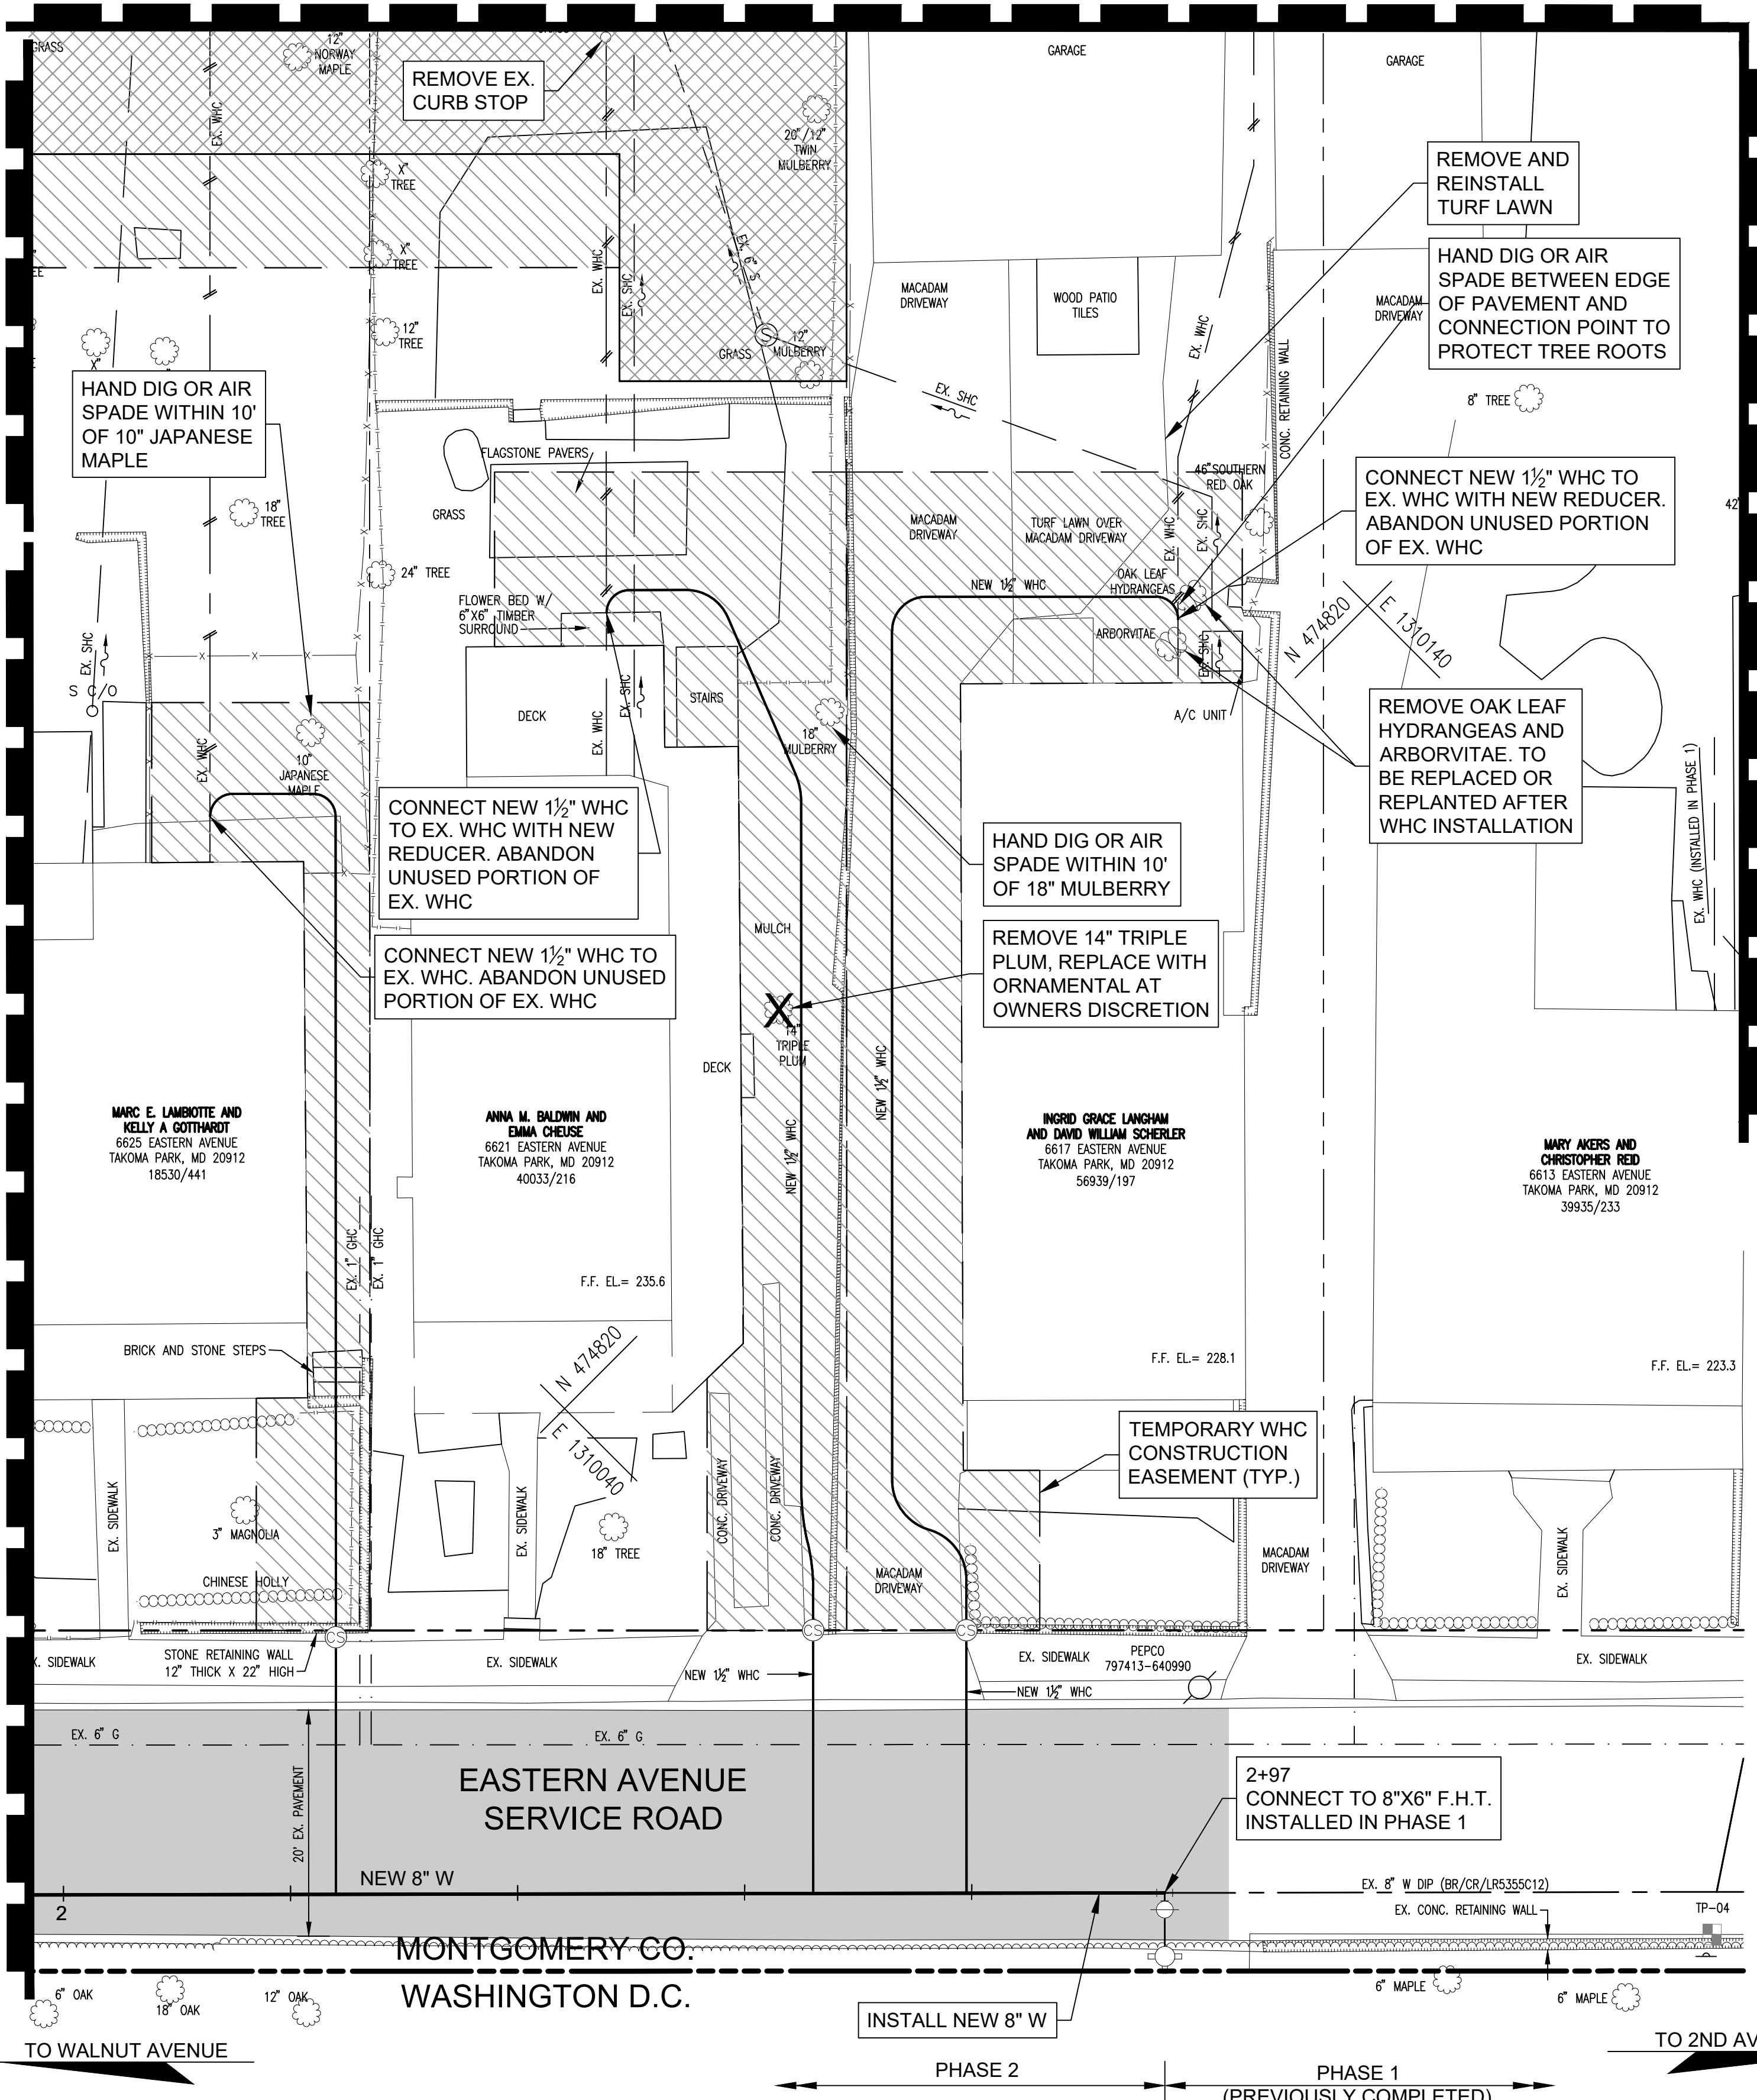 GRASS
12"
NORWAY
MAPLE
REMOVE EX.
CURB STOP
20"/12"
TWIN
MULBERRY
GARAGE
GARAGE
EX. WHC
X"
TREE
X"
TREE
12"
TREE
EX. WHC
EX. SHC
EX. 6" S
S
GRASS
12"
MULBERRY
MACADAM
DRIVEWAY
WOOD PATIO
TILES
EX. WHC
MACADAM
DRIVEWAY
REMOVE AND
REINSTALL
TURF LAWN
HAND DIG OR AIR
SPADE BETWEEN EDGE
OF PAVEMENT AND
CONNECTION POINT TO
PROTECT TREE ROOTS
X"
HAND DIG OR AIR
SPADE WITHIN 10'
OF 10" JAPANESE
MAPLE
EX. SHC
CONC. RETAINING WALL
8" TREE
FLAGSTONE PAVERS
GRASS
18"
TREE
24" TREE
46" SOUTHERN
RED OAK
MACADAM
DRIVEWAY
TURF LAWN OVER
MACADAM DRIVEWAY
EX. WHC
EX. SHC
CONNECT NEW 1½" WHC TO
EX. WHC WITH NEW REDUCER.
ABANDON UNUSED PORTION
OF EX. WHC
42'
FLOWER BED W/
6"X6" TIMBER
SURROUND
NEW 1½" WHC
OAK LEAF
HYDRANGEAS
ARBORVITAE
EX. SHC
N 474820
E 1310140
EX. SHC
S C/O
DECK
EX. WHC
EX. SHC
STAIRS
18"
MULBERRY
A/C UNIT
REMOVE OAK LEAF
HYDRANGEAS AND
ARBORVITAE. TO
BE REPLACED OR
REPLANTED AFTER
WHC INSTALLATION
EX. WHC
10"
JAPANESE
MAPLE
CONNECT NEW 1½" WHC
TO EX. WHC WITH NEW
REDUCER. ABANDON
UNUSED PORTION OF
EX. WHC
HAND DIG OR AIR
SPADE WITHIN 10'
OF 18" MULBERRY
EX. WHC (INSTALLED IN PHASE 1)
MULCH
CONNECT NEW 1½" WHC TO
EX. WHC. ABANDON UNUSED
PORTION OF EX. WHC
REMOVE 14" TRIPLE
PLUM, REPLACE WITH
ORNAMENTAL AT
OWNERS DISCRETION
X
14"
TRIPLE
PLUM
DECK
NEW 1½" WHC
NEW 1½" WHC
MARC E. LAMBIOTTE AND
KELLY A GOTTHARDT
6625 EASTERN AVENUE
TAKOMA PARK, MD 20912
18530/441
ANNA M. BALDWIN AND
EMMA CHEUSE
6621 EASTERN AVENUE
TAKOMA PARK, MD 20912
40033/216
INGRID GRACE LANGHAM
AND DAVID WILLIAM SCHERLER
6617 EASTERN AVENUE
TAKOMA PARK, MD 20912
56939/197
MARY AKERS AND
CHRISTOPHER REID
6613 EASTERN AVENUE
TAKOMA PARK, MD 20912
39935/233
EX. 1" GHC
EX. 1" GHC
F.F. EL.= 235.6
BRICK AND STONE STEPS
F.F. EL.= 228.1
F.F. EL.= 223.3
N 474820
E 1310040
TEMPORARY WHC
CONSTRUCTION
EASEMENT (TYP.)
EX. SIDEWALK
3" MAGNOLIA
EX. SIDEWALK
18" TREE
CONC. DRIVEWAY
CONC. DRIVEWAY
MACADAM
DRIVEWAY
MACADAM
DRIVEWAY
EX. SIDEWALK
CHINESE HOLLY
CS
CS
CS
X. SIDEWALK
STONE RETAINING WALL
12" THICK X 22" HIGH
EX. SIDEWALK
NEW 1½" WHC
EX. SIDEWALK
PEPCO
797413-640990
NEW 1½" WHC
EX. SIDEWALK
EX. 6" G
EX. 6" G
20' EX. PAVEMENT
EASTERN AVENUE
SERVICE ROAD
2+97
CONNECT TO 8"X6" F.H.T.
INSTALLED IN PHASE 1
NEW 8" W
2
EX. 8" W DIP (BR/CR/LR5355C12)
EX. CONC. RETAINING WALL
TP-04
MONTGOMERY CO.
WASHINGTON D.C.
6" OAK
18" OAK
12" OAK
6" MAPLE
6" MAPLE
INSTALL NEW 8" W
TO WALNUT AVENUE
TO 2ND AV
PHASE 2
PHASE 1
(PREVIOUSLY COMPLETED)